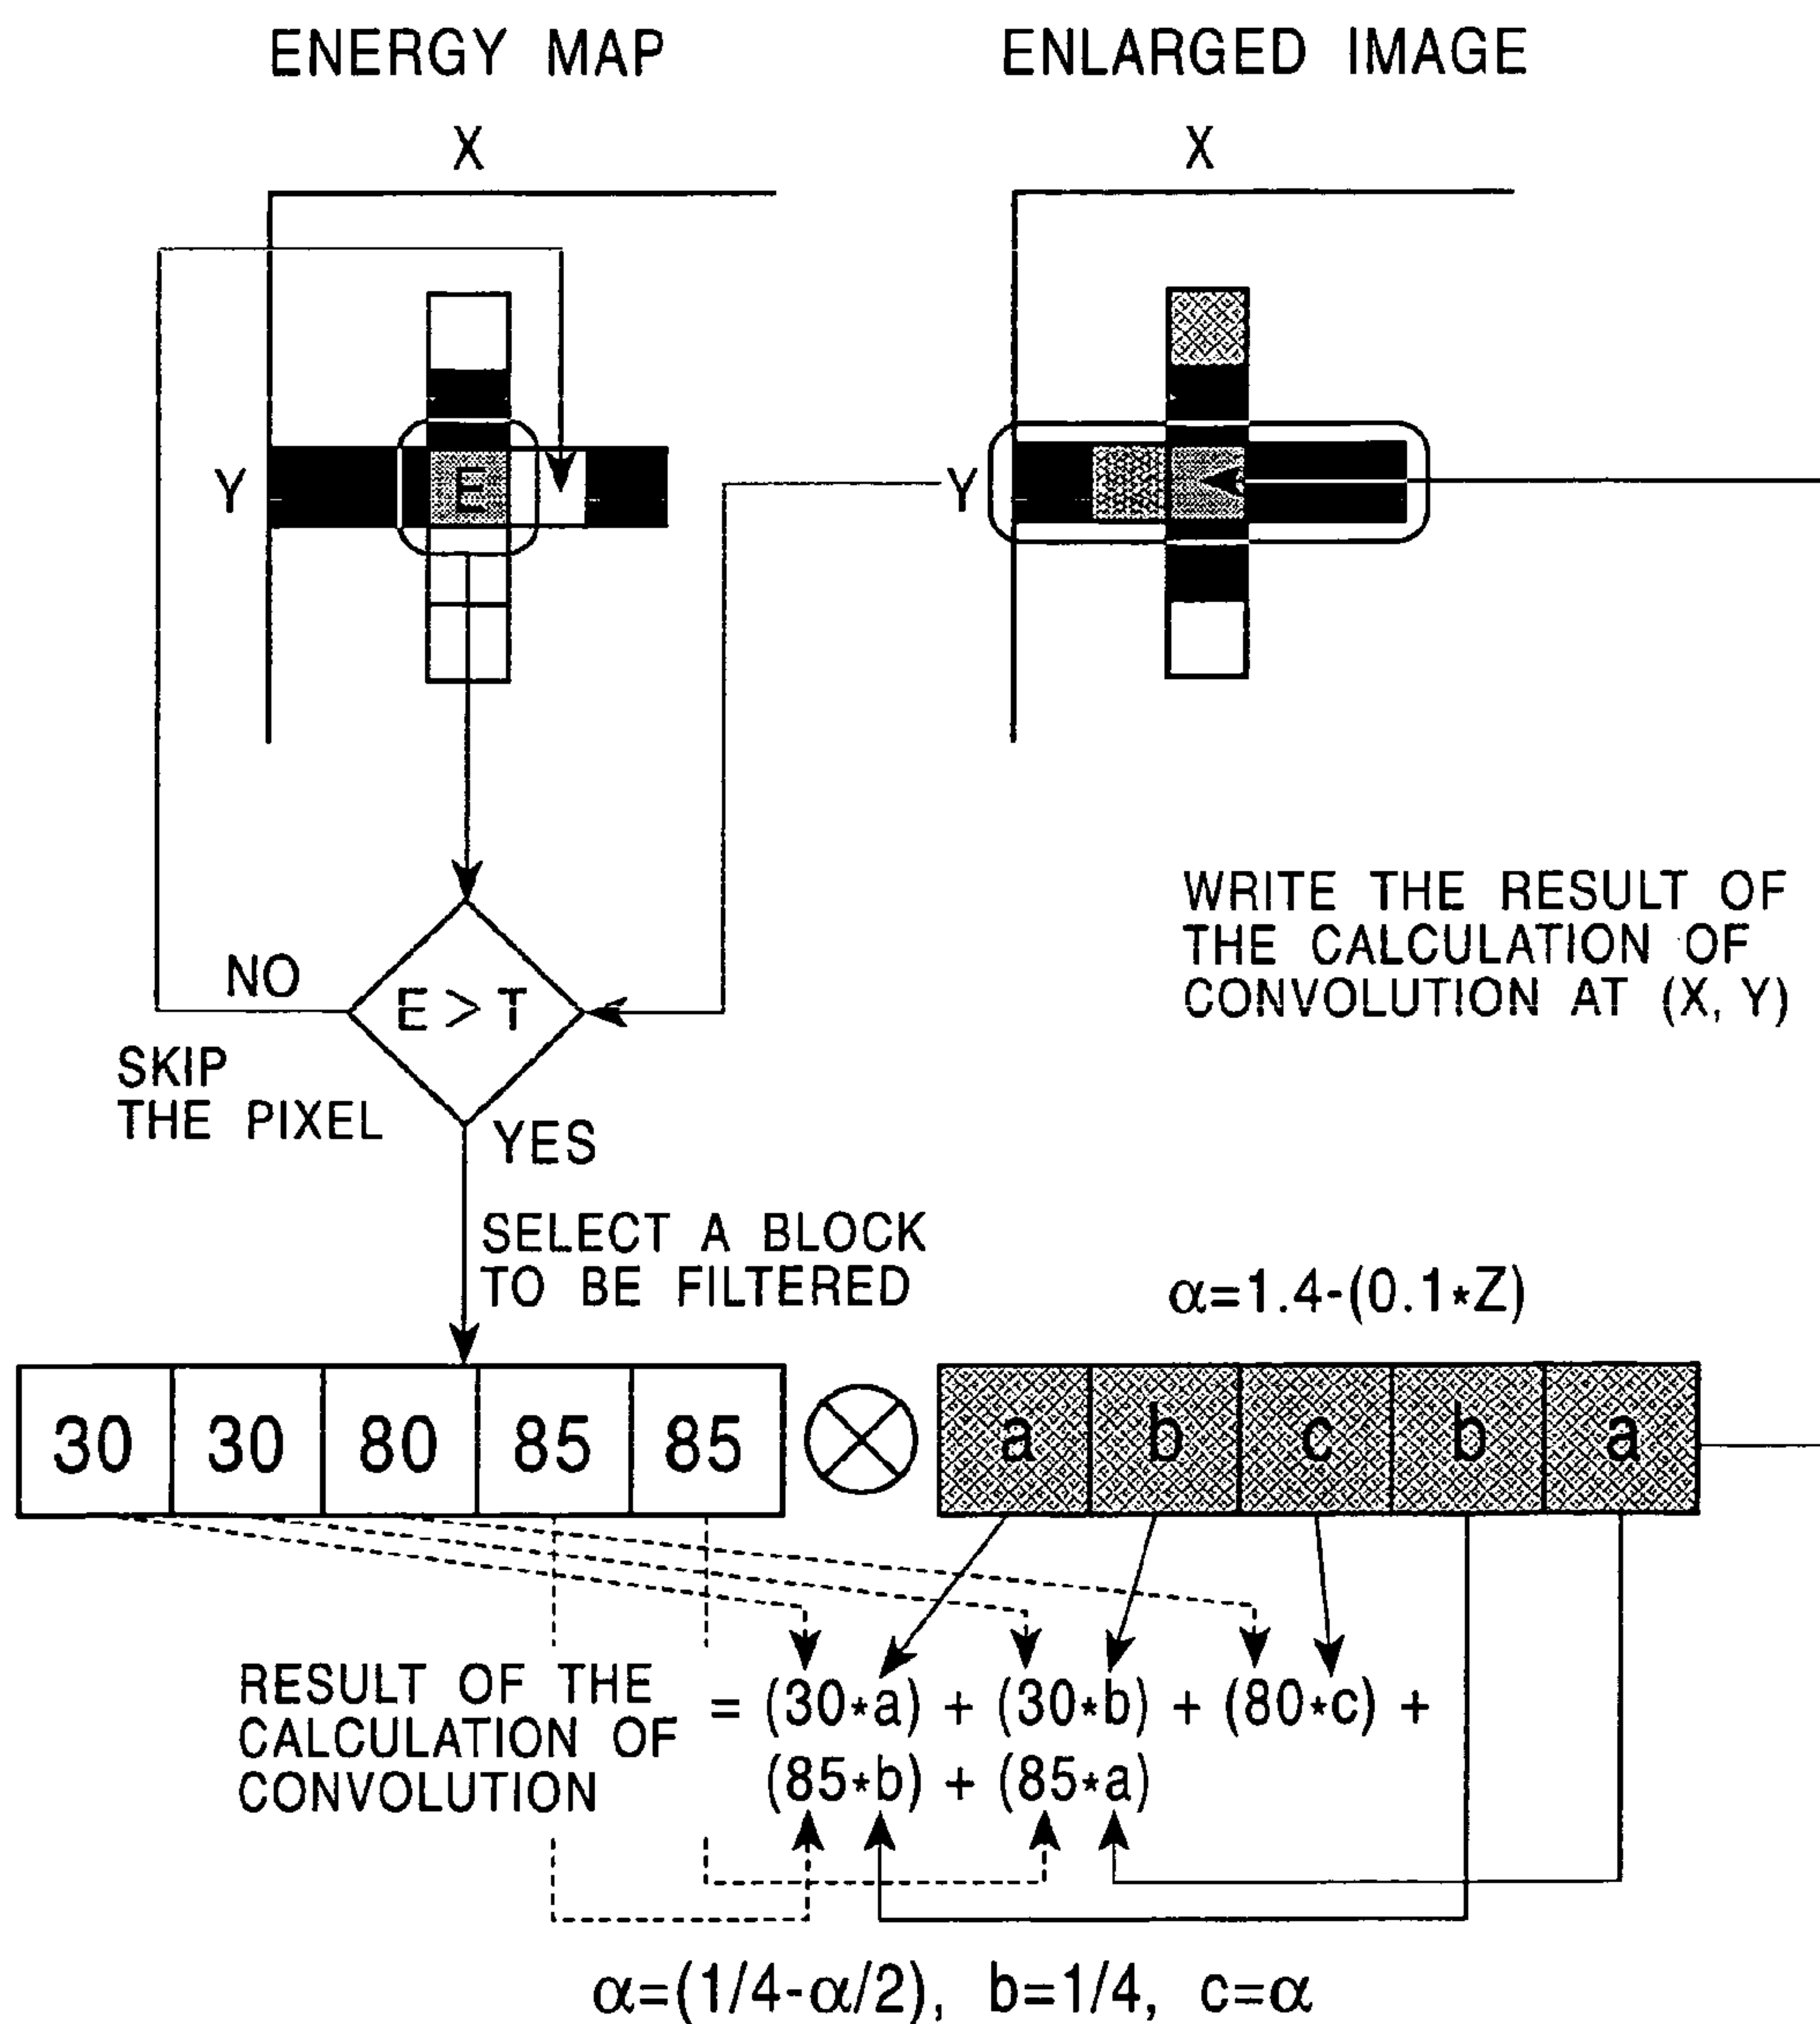 ENERGY MAP
ENLARGED IMAGE
X
X
Y
E
Y
WRITE THE RESULT OF
THE CALCULATION OF
CONVOLUTION AT (X, Y)
NO
E > T
SKIP
THE PIXEL
YES
SELECT A BLOCK
TO BE FILTERED
α=1.4-(0.1*Z)
30 30 80 85 85
a b c b a
RESULT OF THE
CALCULATION OF
CONVOLUTION
= (30*a) + (30*b) + (80*c) +
(85*b) + (85*a)
α=(1/4-α/2), b=1/4, c=α